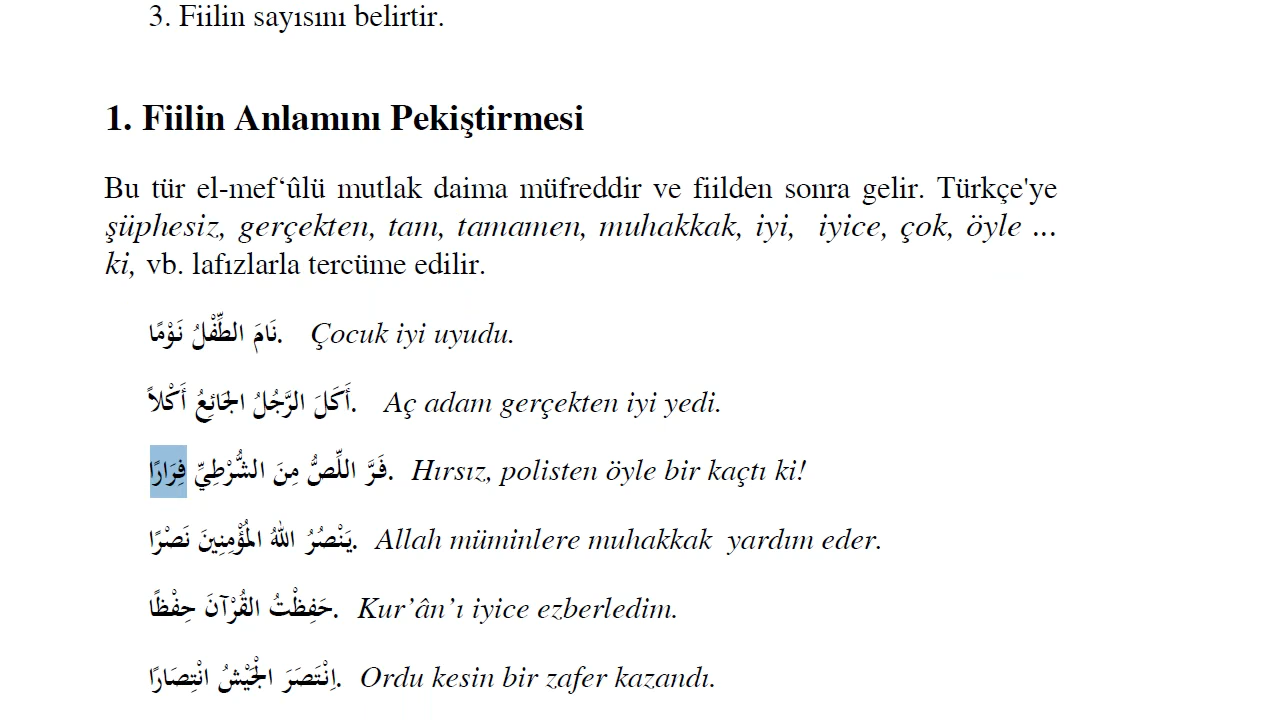 3. Fiilin sayısını belirtir.
1. Fiilin Anlamını Pekiştirmesi
Bu tür el-mef‘ûlü mutlak daima müfreddir ve fiilden sonra gelir. Türkçe'ye
şüphesiz, gerçekten, tam, tamamen, muhakkak, iyi, iyice, çok, öyle ...
ki, vb. lafızlarla tercüme edilir.
نَامَ الطِّفْلُ نَوْمًا. Çocuk iyi uyudu.
أَكَلَ الرَّجُلُ الجَائِعُ أَكْلاً. Aç adam gerçekten iyi yedi.
فَرَّ اللِّصُّ مِنَ الشُّرْطِيِّ فِرَارًا. Hırsız, polisten öyle bir kaçtı ki!
يَنْصُرُ اللهُ المُؤْمِنِينَ نَصْرًا. Allah müminlere muhakkak yardım eder.
حَفِظْتُ القُرْآنَ حِفْظًا. Kur’ân’ı iyice ezberledim.
اِنْتَصَرَ الجَيْشُ انْتِصَارًا. Ordu kesin bir zafer kazandı.